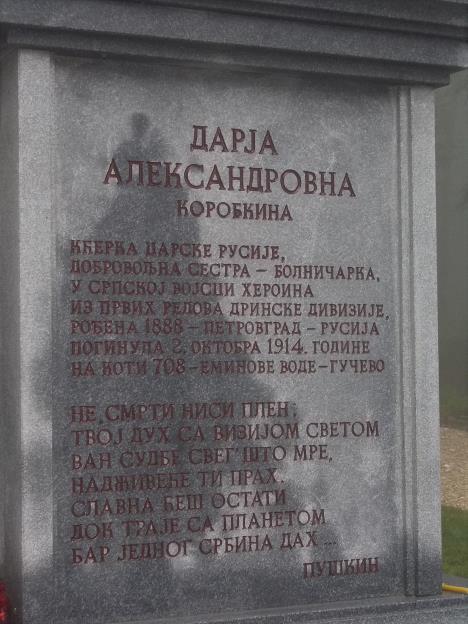 ДАРЈА
АЛЕКСАНДРОВНА
КОРОБКИНА
КЋЕРКА ЦАРСКЕ РУСИЈЕ,
ДОБРОВОЉНА СЕСТРА – БОЛНИЧАРКА,
У СРПСКОЈ ВОЈСЦИ ХЕРОИНА
ИЗ ПРВИХ РЕДОВА ДРИНСКЕ ДИВИЗИЈЕ,
РОЂЕНА 1888 – ПЕТРОВГРАД – РУСИЈА
ПОГИНУЛА 2. ОКТОБРА 1914. ГОДИНЕ
НА КОТИ 708 – ЕМИНОВЕ ВОДЕ – ГУЧЕВО
НЕ, СМРТИ НИСИ ПЛЕН;
ТВОЈ ДУХ СА ВИЗИЈОМ СВЕТОМ
ВАН СУДБЕ СВЕГ' ШТО МРЕ,
НАДЖИВЕЋЕ ТИ ПРАХ.
СЛАВНА ЋЕШ ОСТАТИ
ДОК ТРАЈЕ СА ПЛАНЕТОМ
БАР ЈЕДНОГ СРБИНА ДАХ ...
ПУШКИН